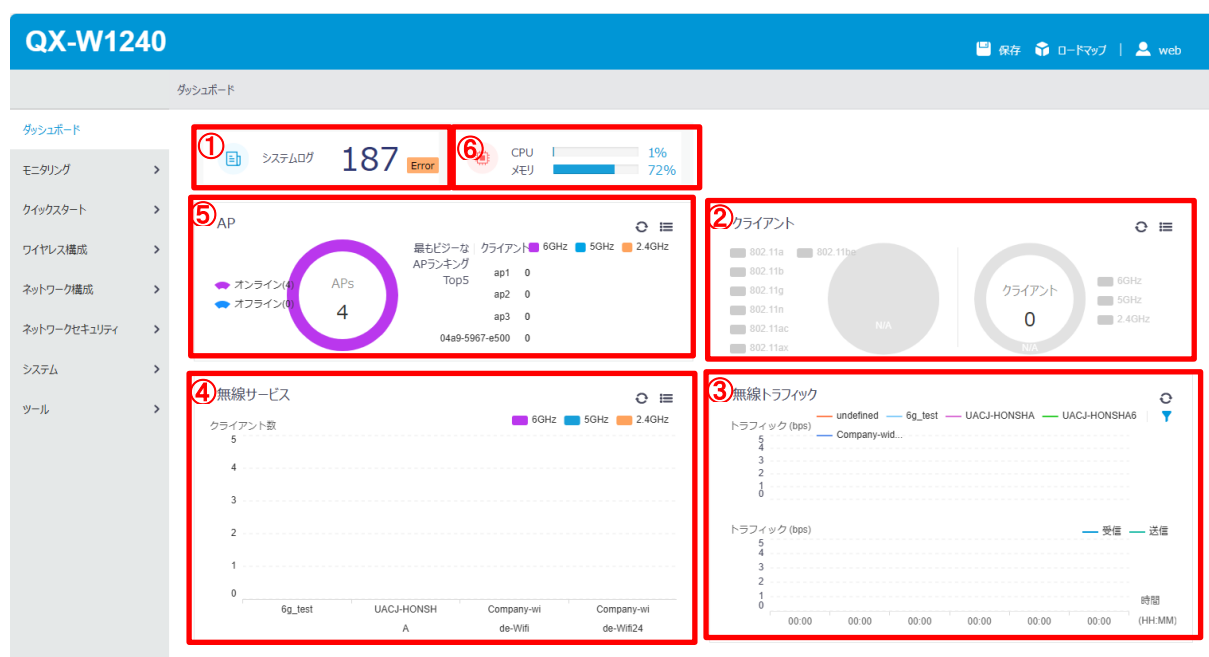 QX-W1240
保存 ロードマップ | web
ダッシュボード
ダッシュボード
モニタリング
クイックスタート
ワイヤレス構成
ネットワーク構成
ネットワークセキュリティ
システム
ツール
① システムログ 187 Error
⑥ CPU 1%
メモリ 72%
⑤ AP
オンライン(4)
オフライン(0)
APs
4
最もビジーな
APランキング
Top5
クライアント 6GHz 5GHz 2.4GHz
ap1 0
ap2 0
ap3 0
04a9-5967-e500 0
② クライアント
802.11a 802.11be
802.11b
802.11g
802.11n
802.11ac
802.11ax
N/A
クライアント
0
N/A
6GHz
5GHz
2.4GHz
④ 無線サービス
6GHz 5GHz 2.4GHz
クライアント数
5
4
3
2
1
0
6g_test
UACJ-HONSH
A
Company-wi
de-Wifi
Company-wi
de-Wifi24
③ 無線トラフィック
undefined 6g_test UACJ-HONSHA UACJ-HONSHA6
Company-wid...
トラフィック (bps)
5
4
3
2
1
0
トラフィック (bps)
受信 送信
5
4
3
2
1
0
00:00 00:00 00:00 00:00 00:00 00:00
時間
(HH:MM)